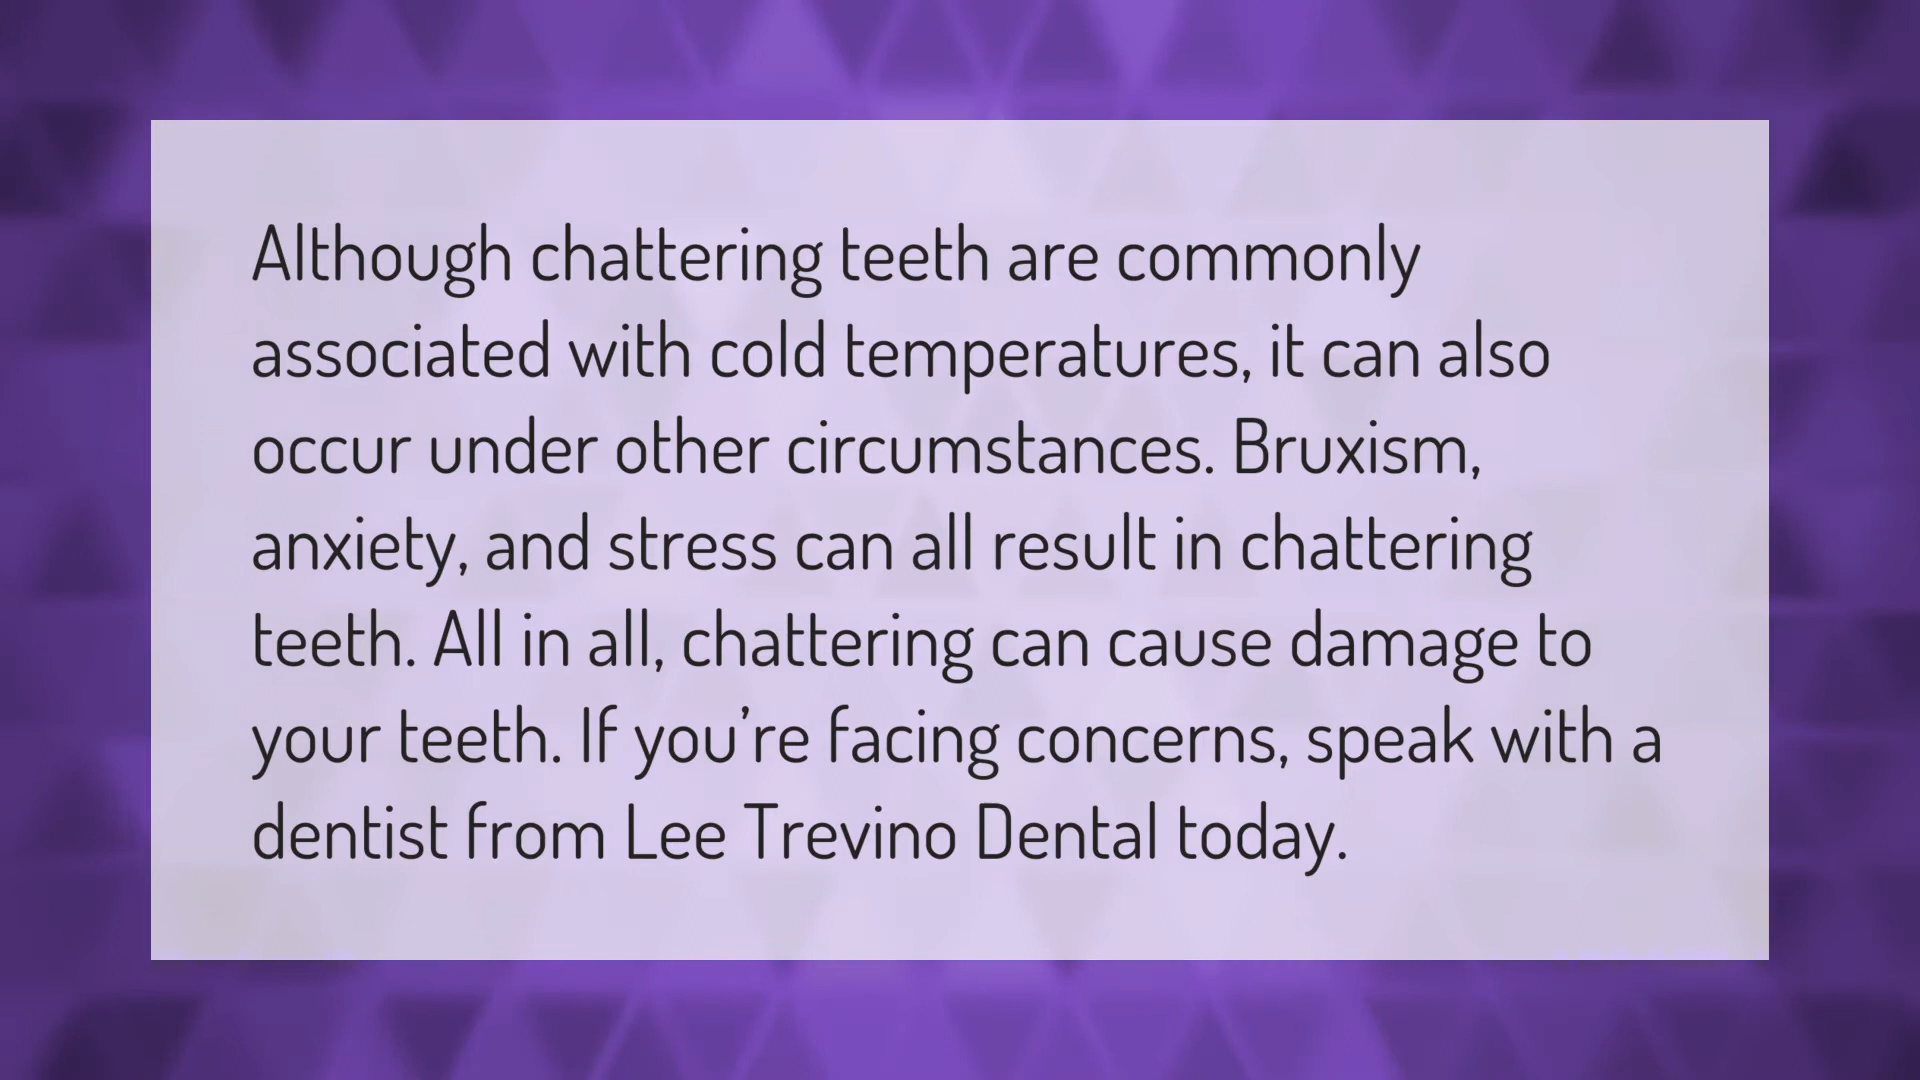 Although chattering teeth are commonly
associated with cold temperatures, it can also
occur under other circumstances. Bruxism,
anxiety, and stress can all result in chattering
teeth. All in all, chattering can cause damage to
your teeth. If you’re facing concerns, speak with a
dentist from Lee Trevino Dental today.